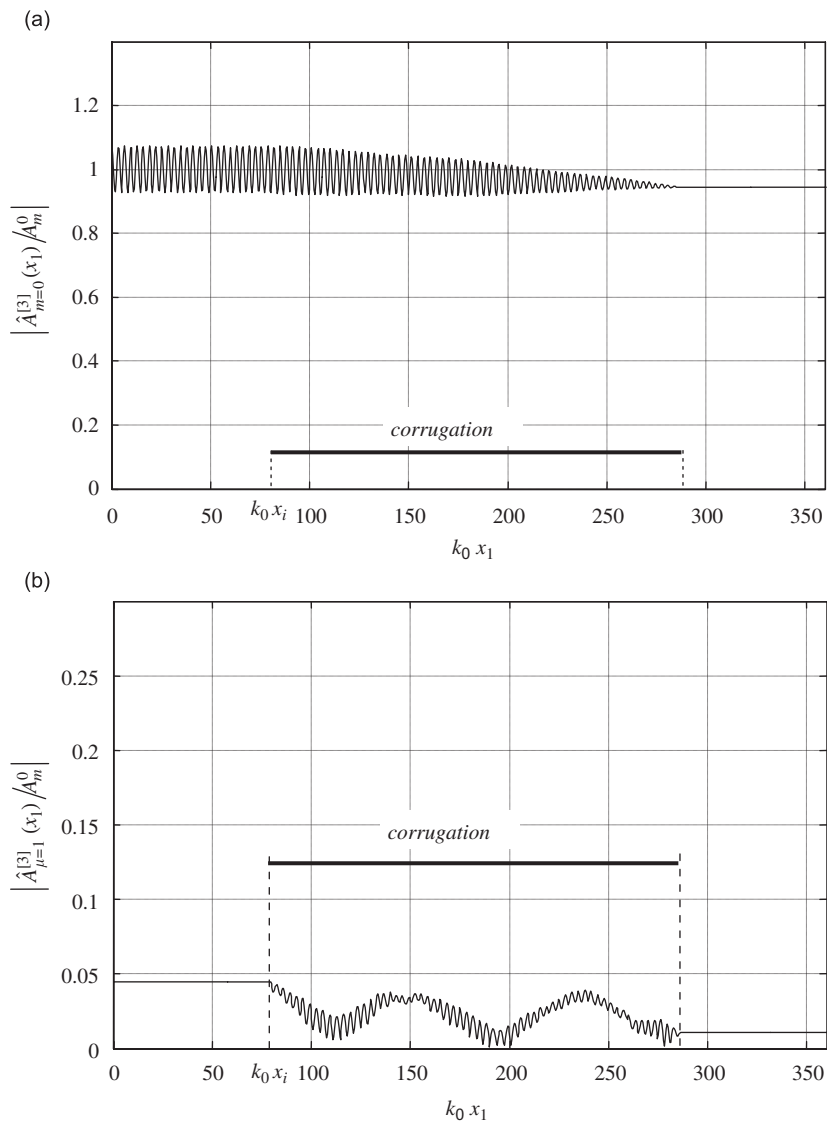 (a)
1.2
1
0.8
0.6
0.4
0.2
0
|Â^{[3]}_{m=0}(x_1)/A^0_m|
corrugation
0 50 k_0 x_i 100 150 200 250 300 350
k_0 x_1
(b)
0.25
0.2
0.15
0.1
0.05
0
|Â^{[3]}_{μ=1}(x_1)/A^0_m|
corrugation
0 50 k_0 x_i 100 150 200 250 300 350
k_0 x_1